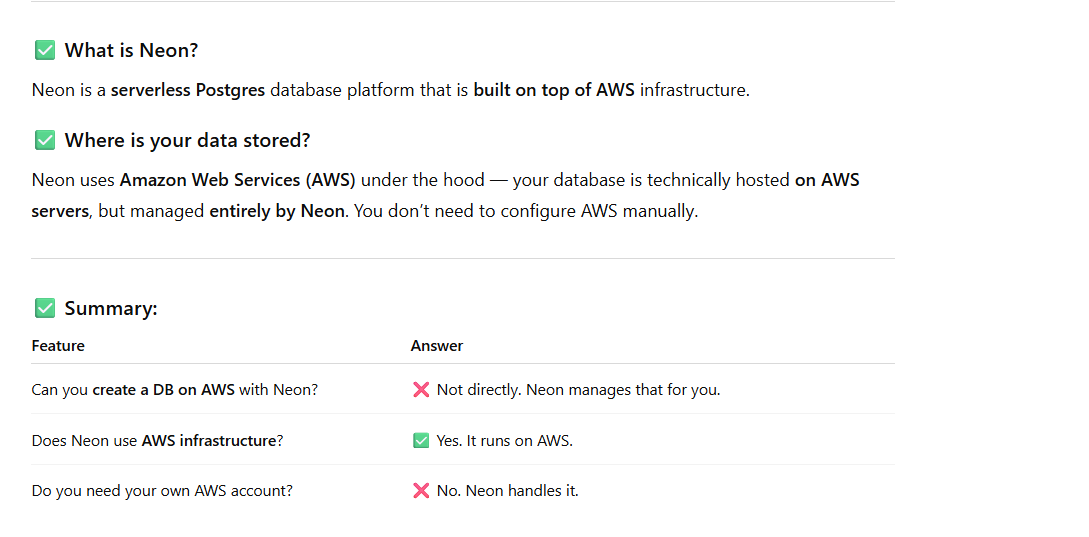 ✅ What is Neon?
Neon is a serverless Postgres database platform that is built on top of AWS infrastructure.
✅ Where is your data stored?
Neon uses Amazon Web Services (AWS) under the hood — your database is technically hosted on AWS
servers, but managed entirely by Neon. You don’t need to configure AWS manually.
✅ Summary:
Feature Answer
Can you create a DB on AWS with Neon? ❌ Not directly. Neon manages that for you.
Does Neon use AWS infrastructure? ✅ Yes. It runs on AWS.
Do you need your own AWS account? ❌ No. Neon handles it.